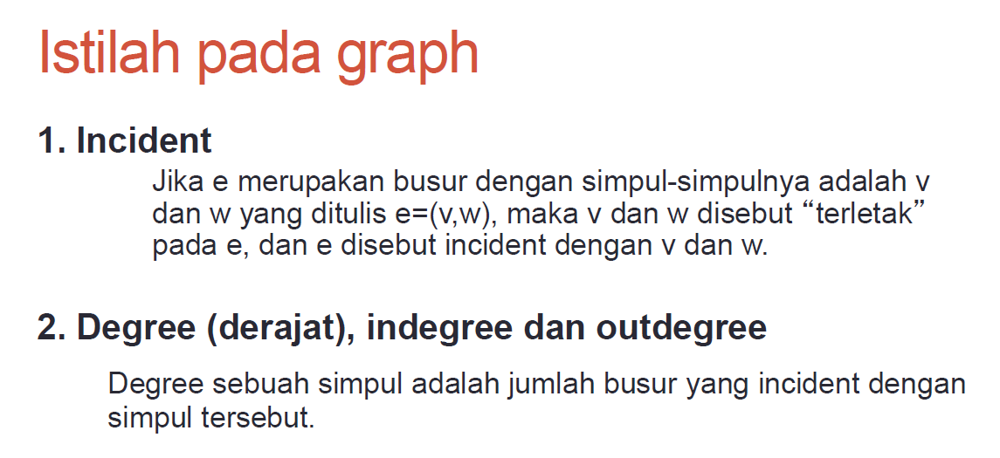 Istilah pada graph
1. Incident
Jika e merupakan busur dengan simpul-simpulnya adalah v
dan w yang ditulis e=(v,w), maka v dan w disebut “terletak”
pada e, dan e disebut incident dengan v dan w.
2. Degree (derajat), indegree dan outdegree
Degree sebuah simpul adalah jumlah busur yang incident dengan
simpul tersebut.